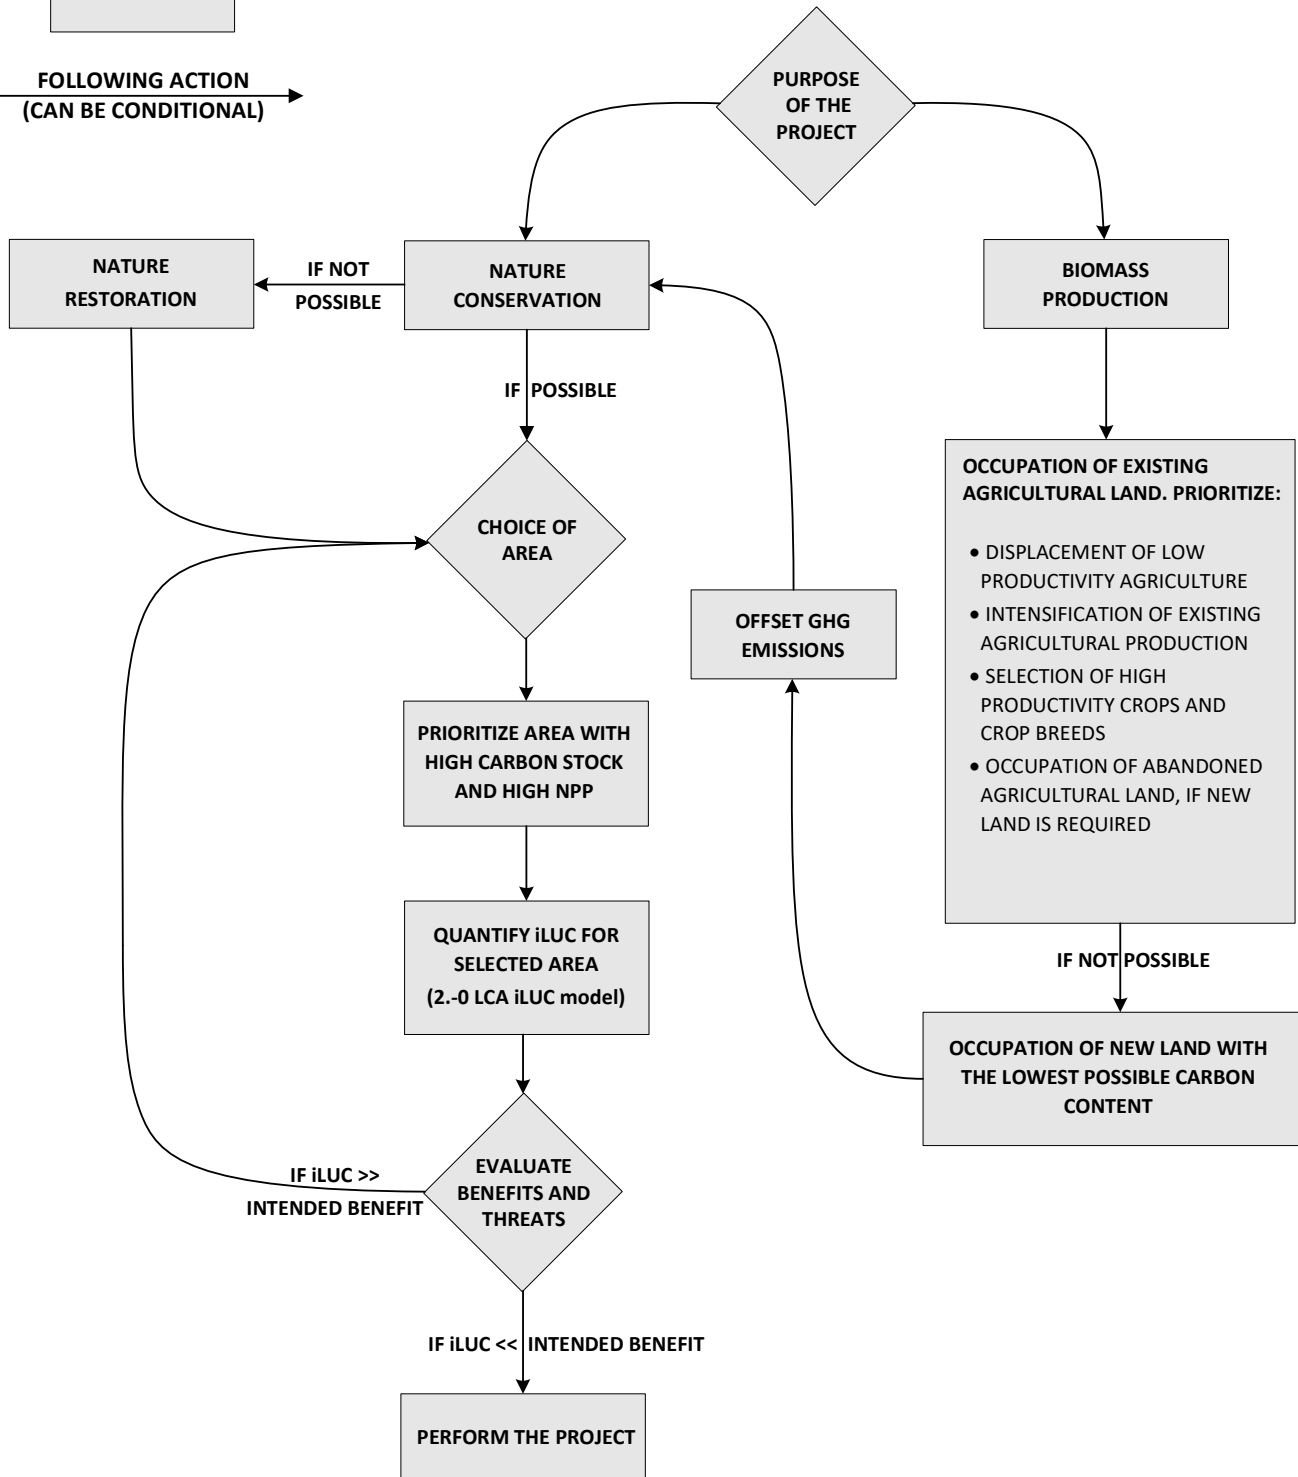 FOLLOWING ACTION
(CAN BE CONDITIONAL)
PURPOSE
OF THE
PROJECT
NATURE
RESTORATION
IF NOT
POSSIBLE
NATURE
CONSERVATION
BIOMASS
PRODUCTION
IF POSSIBLE
OCCUPATION OF EXISTING
AGRICULTURAL LAND. PRIORITIZE:
• DISPLACEMENT OF LOW
PRODUCTIVITY AGRICULTURE
• INTENSIFICATION OF EXISTING
AGRICULTURAL PRODUCTION
• SELECTION OF HIGH
PRODUCTIVITY CROPS AND
CROP BREEDS
• OCCUPATION OF ABANDONED
AGRICULTURAL LAND, IF NEW
LAND IS REQUIRED
CHOICE OF
AREA
OFFSET GHG
EMISSIONS
PRIORITIZE AREA WITH
HIGH CARBON STOCK
AND HIGH NPP
QUANTIFY iLUC FOR
SELECTED AREA
(2.-0 LCA iLUC model)
IF NOT POSSIBLE
OCCUPATION OF NEW LAND WITH
THE LOWEST POSSIBLE CARBON
CONTENT
EVALUATE
BENEFITS AND
THREATS
IF iLUC >>
INTENDED BENEFIT
IF iLUC << INTENDED BENEFIT
PERFORM THE PROJECT